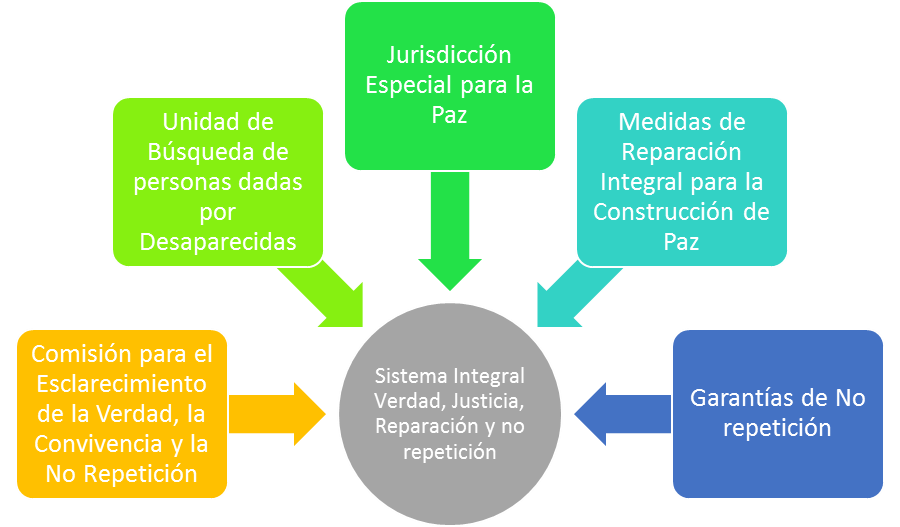 Jurisdicción
Especial para la
Paz
Unidad de
Búsqueda de
personas dadas
por
Desaparecidas
Medidas de
Reparación
Integral para la
Construcción de
Paz
Comisión para el
Esclarecimiento
de la Verdad, la
Convivencia y la
No Repetición
Sistema Integral
Verdad, Justicia,
Reparación y no
repetición
Garantías de No
repetición